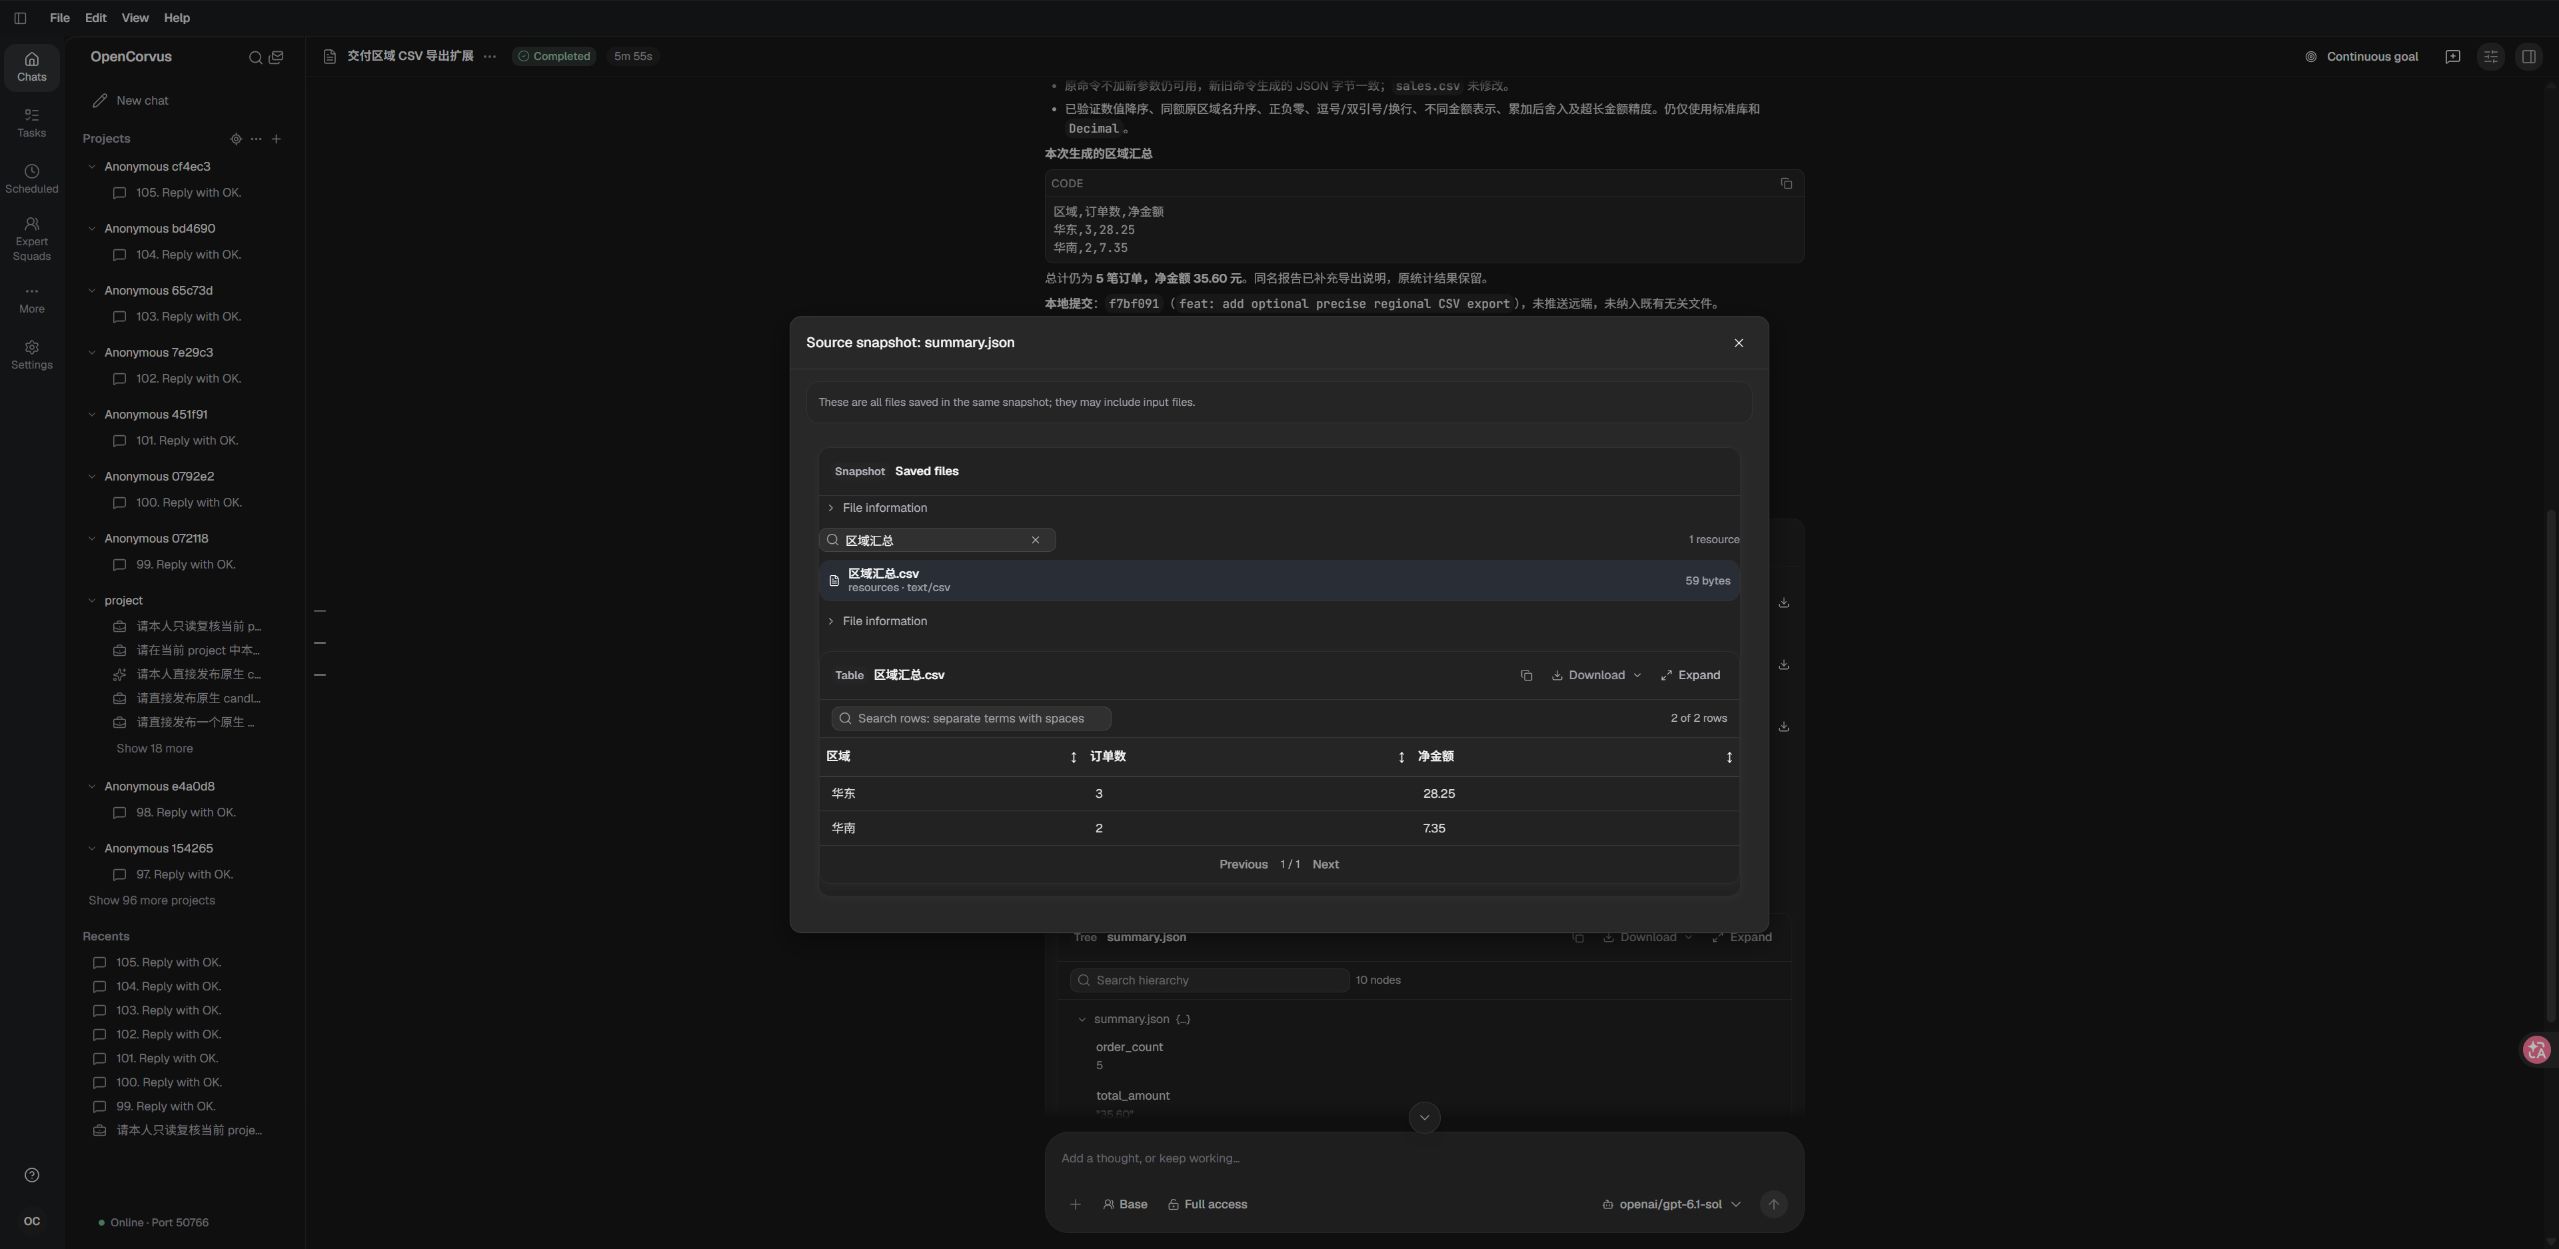 File Edit View Help
Chats
Tasks
Scheduled
Expert
Squads
More
Settings
OC
OpenCorvus
New chat
Projects
Anonymous cf4ec3
105. Reply with OK.
Anonymous bd4690
104. Reply with OK.
Anonymous 65c73d
103. Reply with OK.
Anonymous 7e29c3
102. Reply with OK.
Anonymous 451f91
101. Reply with OK.
Anonymous 0792e2
100. Reply with OK.
Anonymous 072118
99. Reply with OK.
project
请本人只读复核当前 p...
请在当前 project 中本...
请本人直接发布原生 c...
请直接发布原生 candl...
请直接发布一个原生 ...
Show 18 more
Anonymous e4a0d8
98. Reply with OK.
Anonymous 154265
97. Reply with OK.
Show 96 more projects
Recents
105. Reply with OK.
104. Reply with OK.
103. Reply with OK.
102. Reply with OK.
101. Reply with OK.
100. Reply with OK.
99. Reply with OK.
请本人只读复核当前 proje...
Online · Port 50766
交付区域 CSV 导出扩展 ... Completed 5m 55s
Continuous goal
• 原命令不加新参数仍可用，新旧命令生成的 JSON 字节一致；sales.csv 未修改。
• 已验证数值降序、同额原区域名升序、正负零、逗号/双引号/换行、不同金额表示、累加后舍入及超长金额精度。仍仅使用标准库和
Decimal。
本次生成的区域汇总
CODE
区域,订单数,净金额
华东,3,28.25
华南,2,7.35
总计仍为 5 笔订单，净金额 35.60 元。同名报告已补充导出说明，原统计结果保留。
本地提交： f7bf091 （feat: add optional precise regional CSV export），未推送远端，未纳入既有无关文件。
Source snapshot: summary.json
These are all files saved in the same snapshot; they may include input files.
Snapshot Saved files
File information
区域汇总
1 resource
区域汇总.csv
resources · text/csv
59 bytes
File information
Table 区域汇总.csv
Download Expand
Search rows: separate terms with spaces
2 of 2 rows
区域 订单数 净金额
华东 3 28.25
华南 2 7.35
Previous 1 / 1 Next
Tree summary.json
Download Expand
Search hierarchy
10 nodes
summary.json {…}
order_count
5
total_amount
"35.60"
Add a thought, or keep working...
Base Full access
openai/gpt-6.1-sol